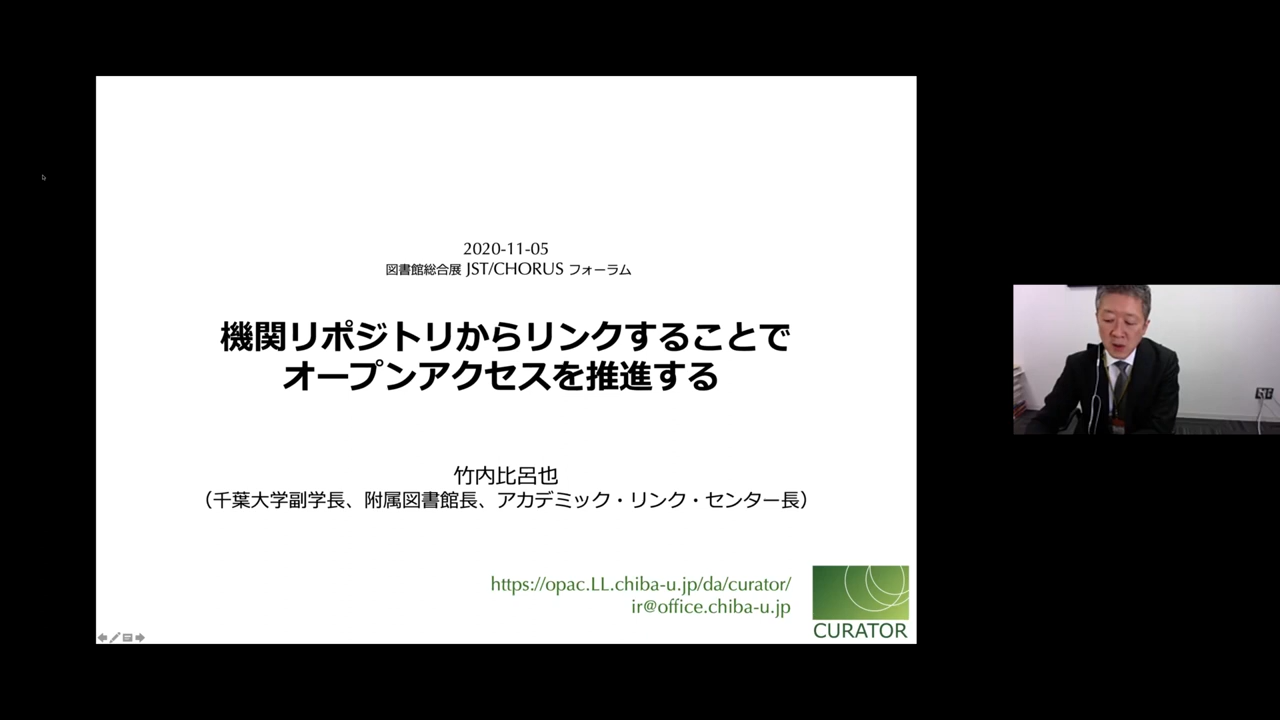 2020-11-05
図書館総合展 JST/CHORUS フォーラム
機関リポジトリからリンクすることで
オープンアクセスを推進する
竹内比呂也
（千葉大学副学長、附属図書館長、アカデミック・リンク・センター長）
https://opac.LL.chiba-u.jp/da/curator/
ir@office.chiba-u.jp
CURATOR